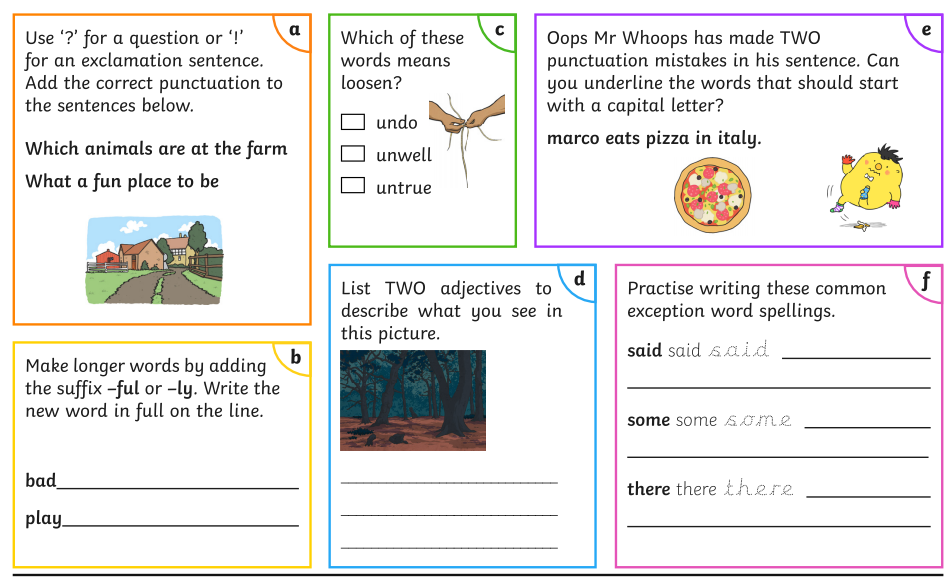 a
Use ‘?’ for a question or ‘!’
for an exclamation sentence.
Add the correct punctuation to
the sentences below.
Which animals are at the farm
What a fun place to be
b
Make longer words by adding
the suffix –ful or –ly. Write the
new word in full on the line.
bad
play
c
Which of these
words means
loosen?
undo
unwell
untrue
d
List TWO adjectives to
describe what you see in
this picture.
e
Oops Mr Whoops has made TWO
punctuation mistakes in his sentence. Can
you underline the words that should start
with a capital letter?
marco eats pizza in italy.
f
Practise writing these common
exception word spellings.
said said said
some some some
there there there